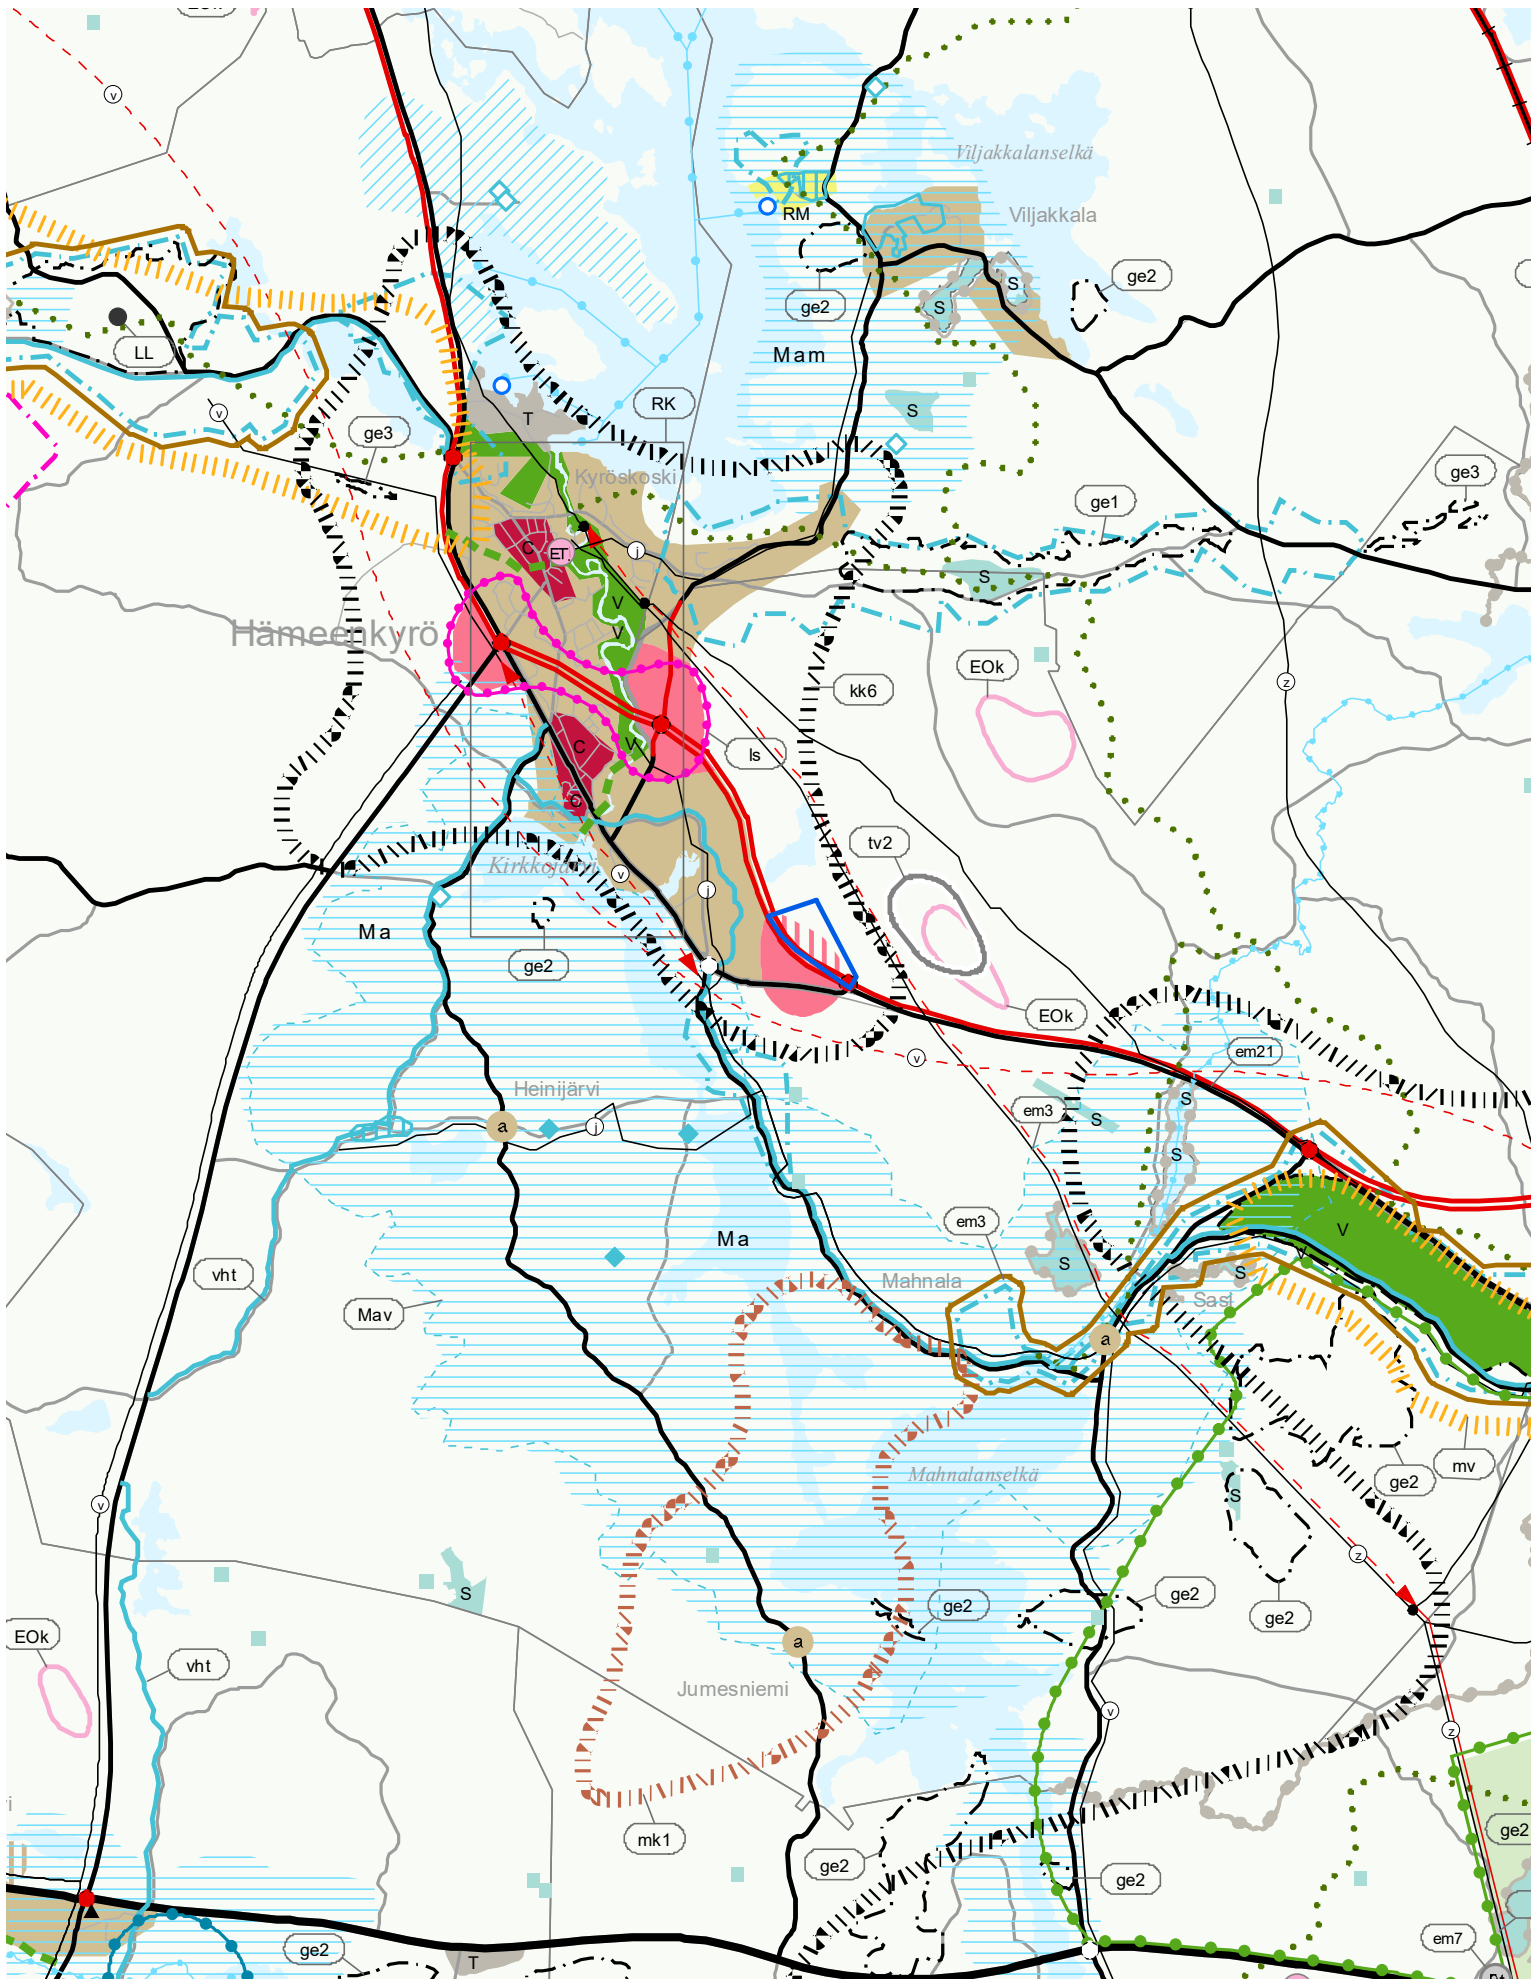 v
Viljakkalanselkä
RM
Viljakkala
ge2
S
S
ge2
LL
Mam
T
RK
v
S
ge3
Kyröskoski
ge3
ge1
C
ET
j
S
V
V
Hämeenkyrö
EOk
kk6
z
V
C
ls
C
tv2
Kirkkojärvi
v
j
Ma
ge2
EOk
v
em21
Heinijärvi
em3
S
S
a
j
S
em3
V
Ma
V
vht
S
S
Mahnala
Sasi
Mav
a
mv
Mahnalanselkä
ge2
S
v
z
S
ge2
ge2
ge2
EOk
a
vht
Jumesniemi
v
z
mk1
ge2
ge2
ge2
em7
ge2
T